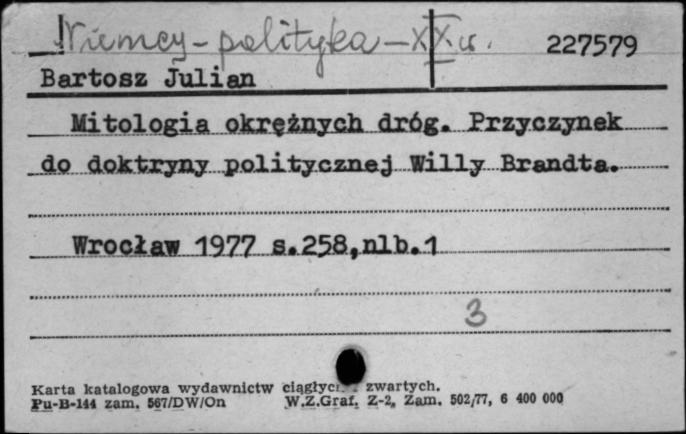 Niemcy - polityka - XX w.
227579
Bartosz Julian
Mitologia okrężnych dróg. Przyczynek
do doktryny politycznej Willy Brandta.
Wrocław 1977 s.258,nlb.1
3
Karta katalogowa wydawnictw zwartych.
Pu-B-144 zam. 567/DW/On W.Z.Graf. Z-2, Zam. 502/77, 6 400 000